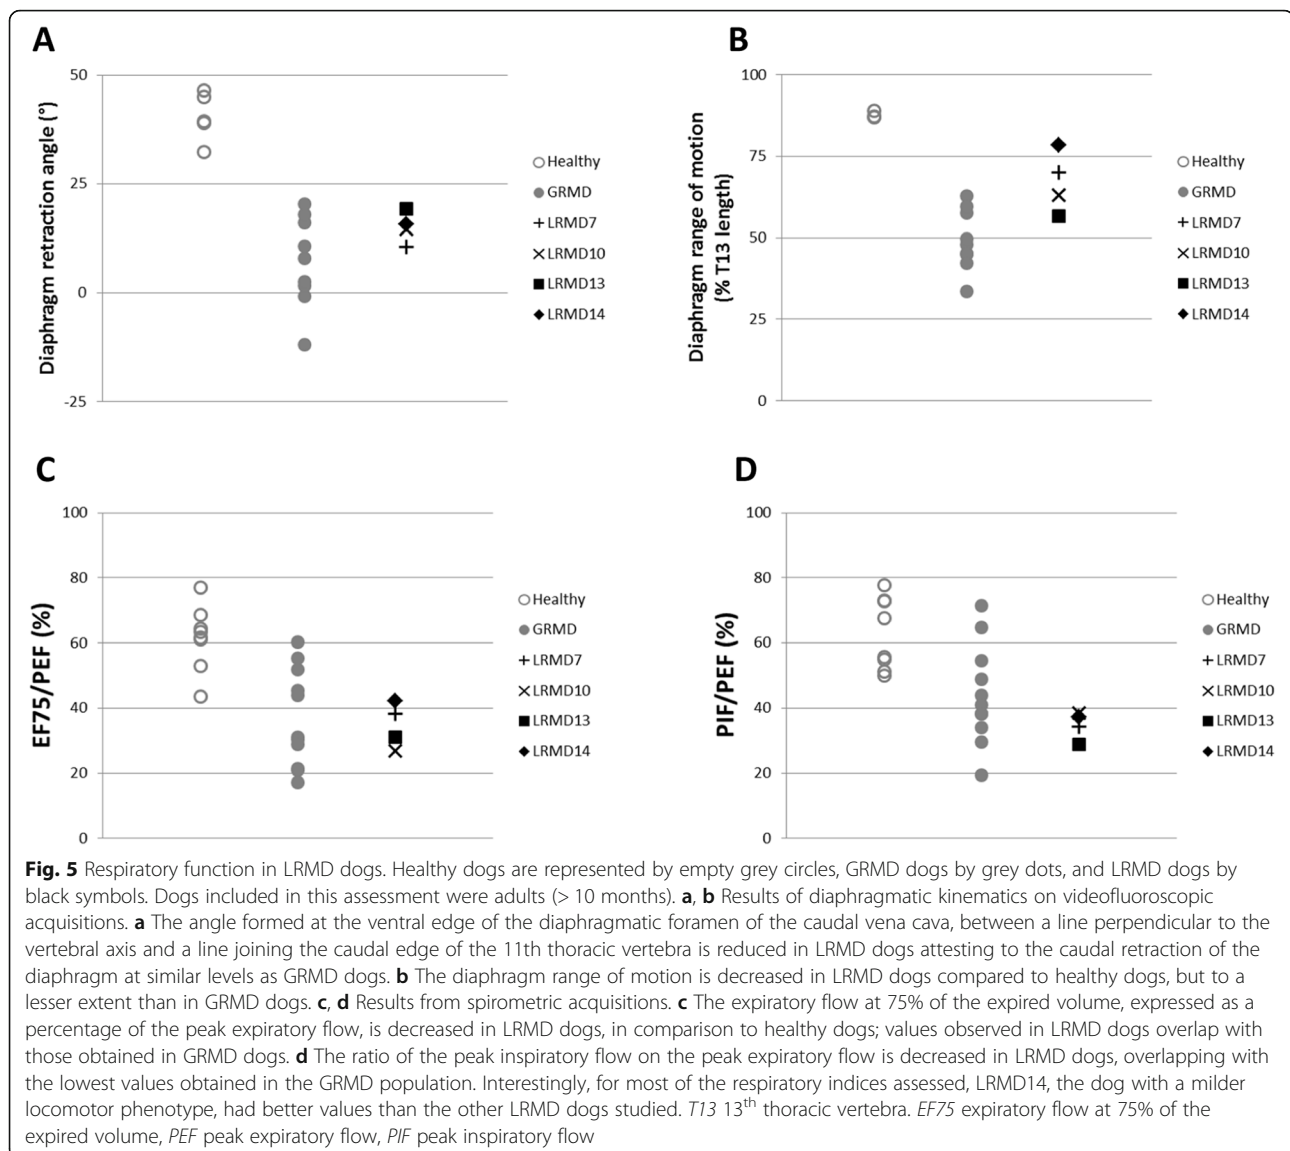 A
Diaphragm retraction angle (°)
50
25
0
-25
Healthy
GRMD
LRMD7
LRMD10
LRMD13
LRMD14
B
Diaphragm range of motion
(% T13 length)
100
75
50
25
0
Healthy
GRMD
LRMD7
LRMD10
LRMD13
LRMD14
C
EF75/PEF (%)
100
80
60
40
20
0
Healthy
GRMD
LRMD7
LRMD10
LRMD13
LRMD14
D
PIF/PEF (%)
100
80
60
40
20
0
Healthy
GRMD
LRMD7
LRMD10
LRMD13
LRMD14
Fig. 5 Respiratory function in LRMD dogs. Healthy dogs are represented by empty grey circles, GRMD dogs by grey dots, and LRMD dogs by
black symbols. Dogs included in this assessment were adults (> 10 months). a, b Results of diaphragmatic kinematics on videofluoroscopic
acquisitions. a The angle formed at the ventral edge of the diaphragmatic foramen of the caudal vena cava, between a line perpendicular to the
vertebral axis and a line joining the caudal edge of the 11th thoracic vertebra is reduced in LRMD dogs attesting to the caudal retraction of the
diaphragm at similar levels as GRMD dogs. b The diaphragm range of motion is decreased in LRMD dogs compared to healthy dogs, but to a
lesser extent than in GRMD dogs. c, d Results from spirometric acquisitions. c The expiratory flow at 75% of the expired volume, expressed as a
percentage of the peak expiratory flow, is decreased in LRMD dogs, in comparison to healthy dogs; values observed in LRMD dogs overlap with
those obtained in GRMD dogs. d The ratio of the peak inspiratory flow on the peak expiratory flow is decreased in LRMD dogs, overlapping with
the lowest values obtained in the GRMD population. Interestingly, for most of the respiratory indices assessed, LRMD14, the dog with a milder
locomotor phenotype, had better values than the other LRMD dogs studied. T13 13th thoracic vertebra. EF75 expiratory flow at 75% of the
expired volume, PEF peak expiratory flow, PIF peak inspiratory flow